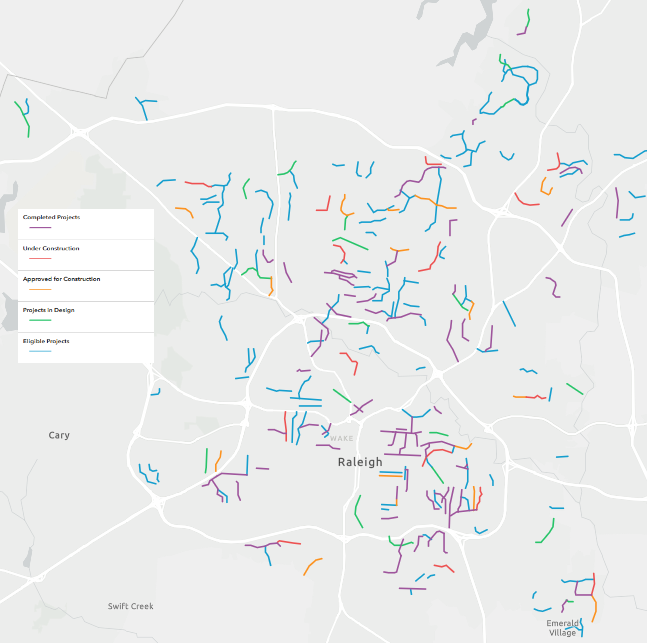 Completed Projects
Under Construction
Approved for Construction
Projects in Design
Eligible Projects
Cary
WAKE
Raleigh
Swift Creek
Emerald
Village